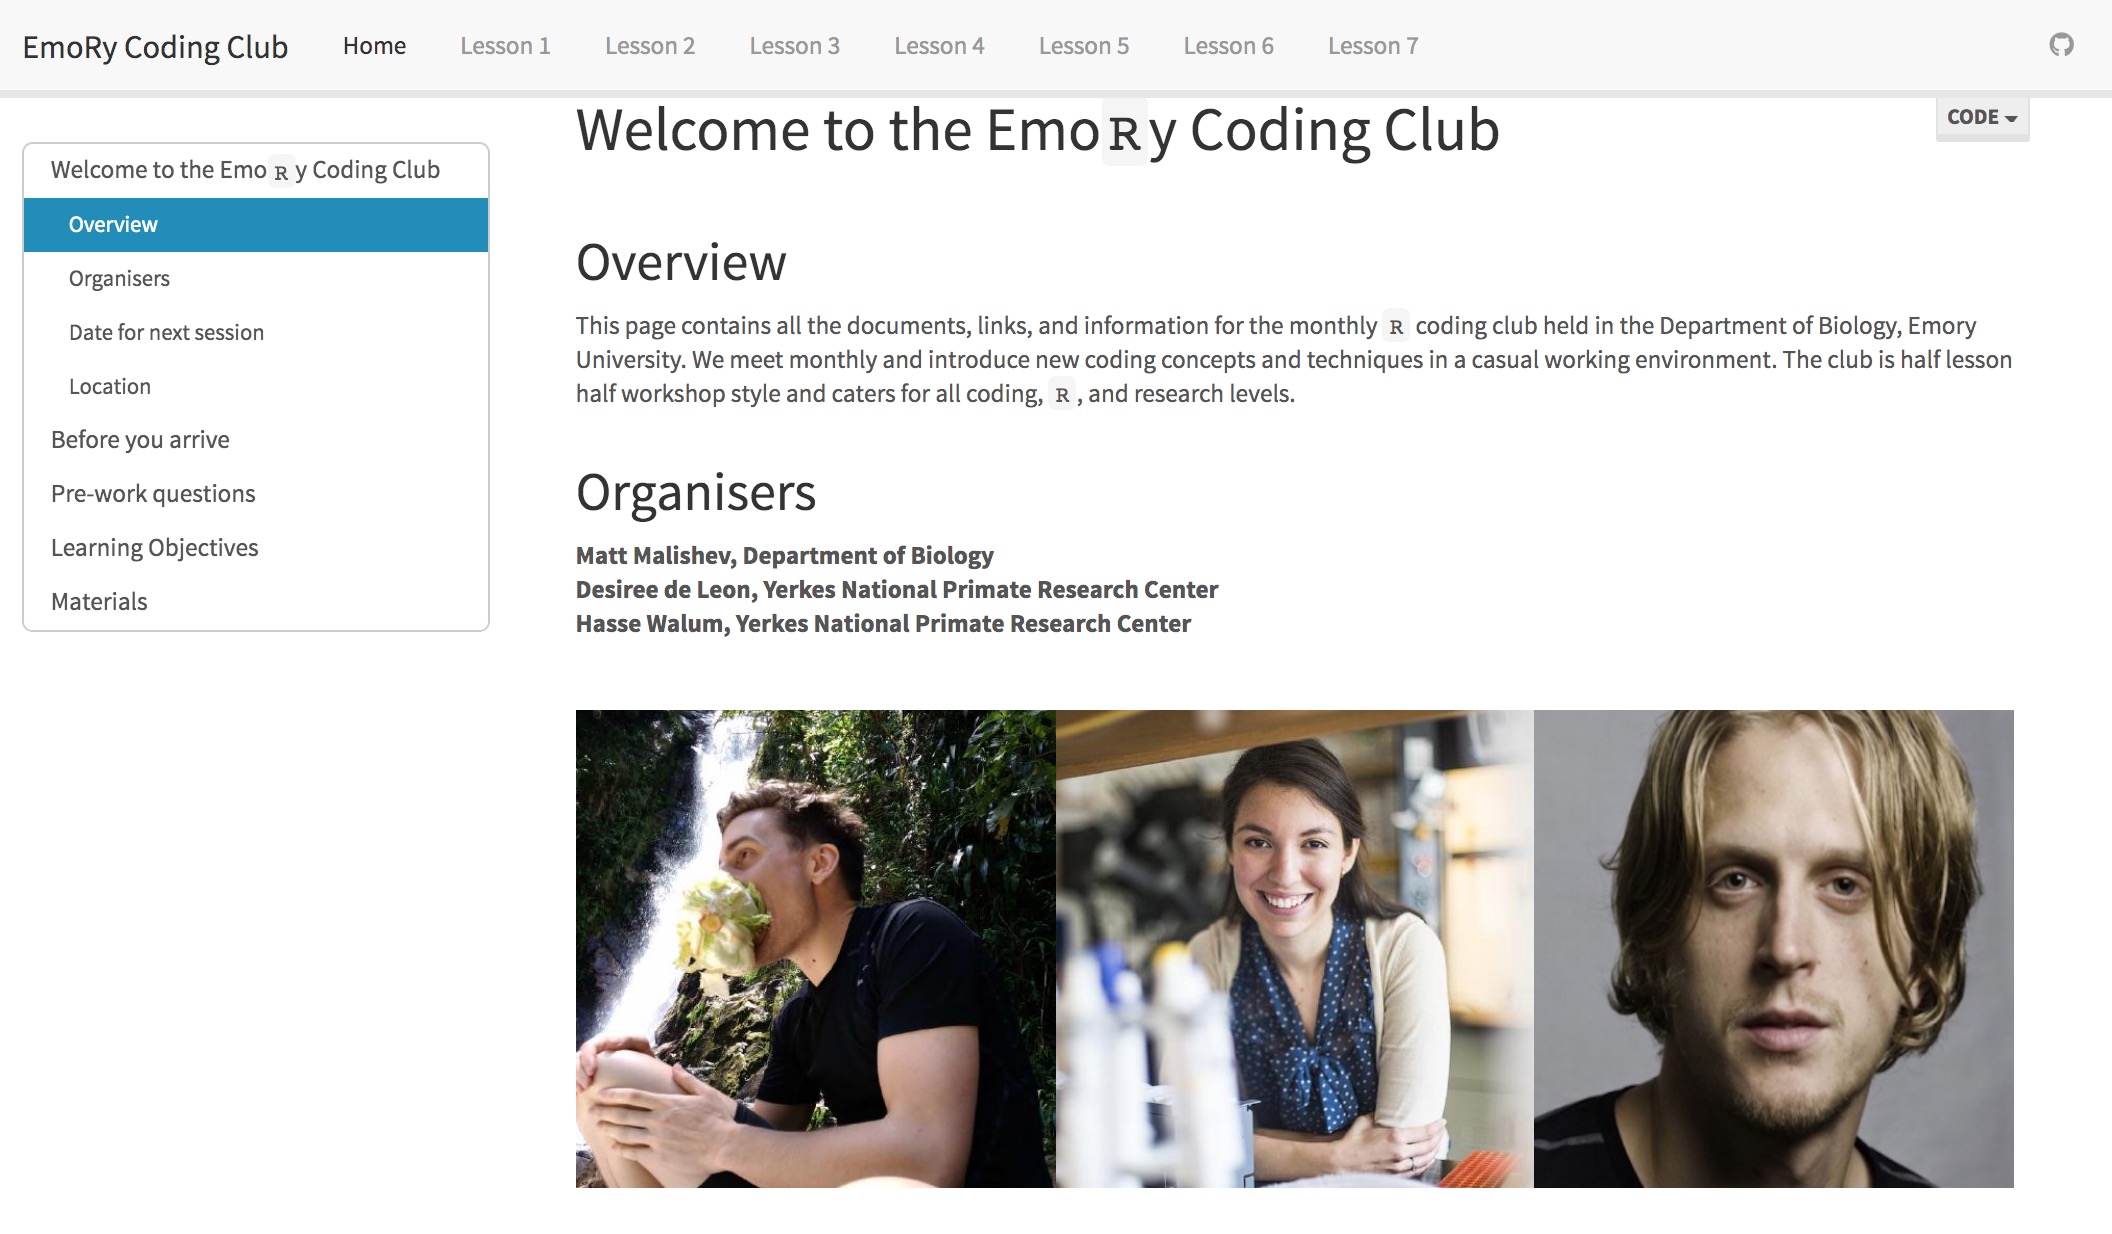 EmoRy Coding Club Home Lesson 1 Lesson 2 Lesson 3 Lesson 4 Lesson 5 Lesson 6 Lesson 7
Welcome to the EmoRy Coding Club
Overview
Organisers
Date for next session
Location
Before you arrive
Pre-work questions
Learning Objectives
Materials
Welcome to the EmoRy Coding Club
CODE
Overview
This page contains all the documents, links, and information for the monthly R coding club held in the Department of Biology, Emory
University. We meet monthly and introduce new coding concepts and techniques in a casual working environment. The club is half lesson
half workshop style and caters for all coding, R, and research levels.
Organisers
Matt Malishev, Department of Biology
Desiree de Leon, Yerkes National Primate Research Center
Hasse Walum, Yerkes National Primate Research Center